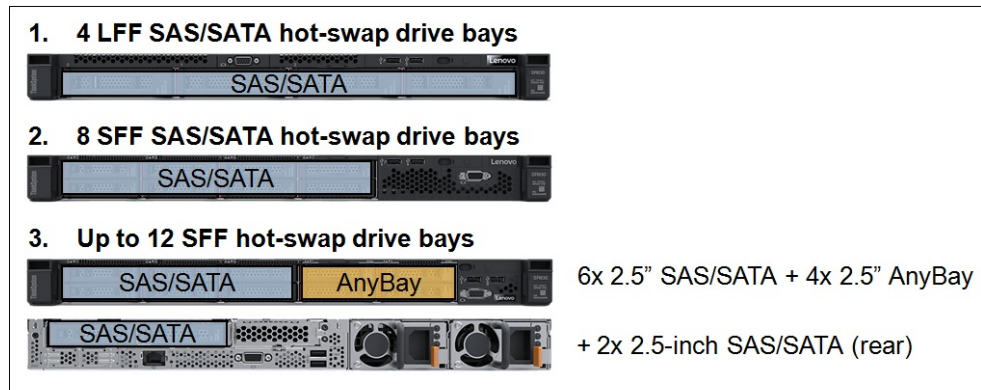 1. 4 LFF SAS/SATA hot-swap drive bays
Lenovo
SAS/SATA
2. 8 SFF SAS/SATA hot-swap drive bays
Lenovo
SAS/SATA
3. Up to 12 SFF hot-swap drive bays
SAS/SATA AnyBay
Lenovo
6x 2.5” SAS/SATA + 4x 2.5” AnyBay
SAS/SATA
+ 2x 2.5-inch SAS/SATA (rear)